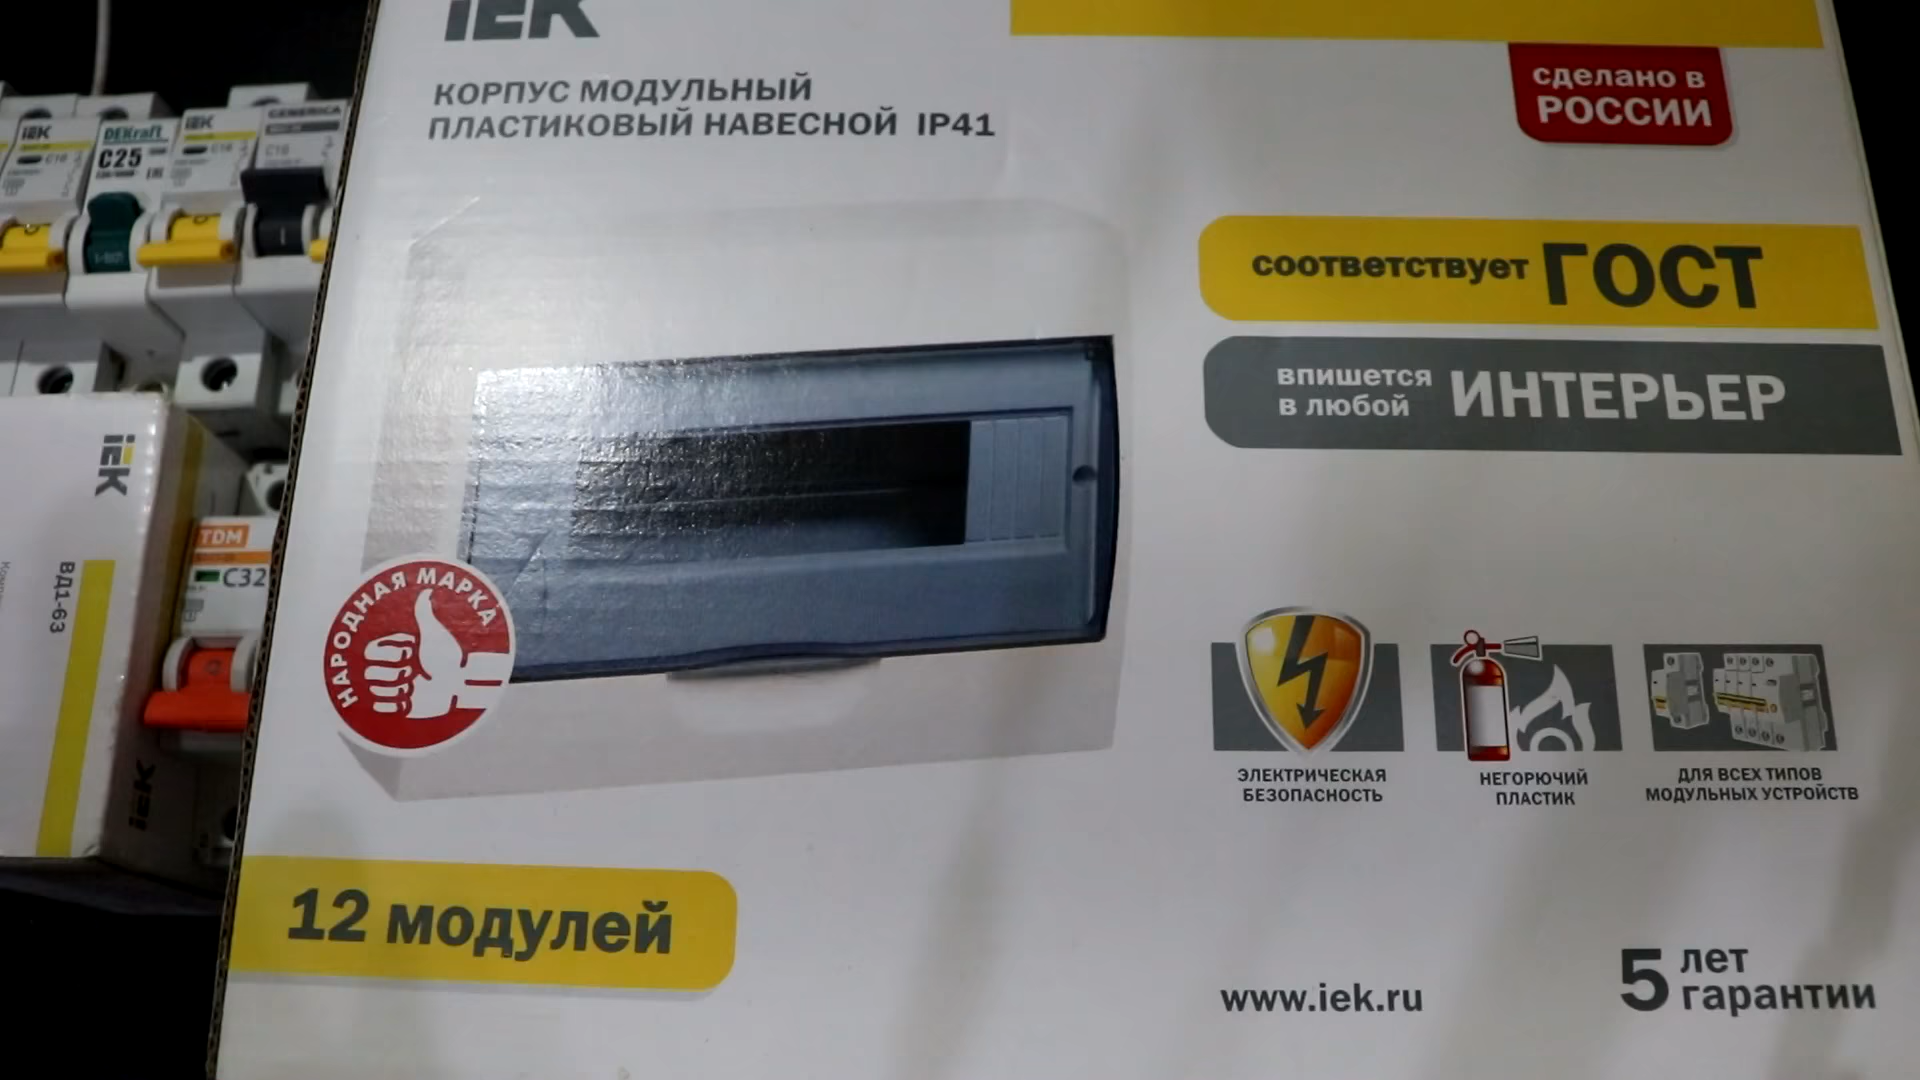 iEK
КОРПУС МОДУЛЬНЫЙ
ПЛАСТИКОВЫЙ НАВЕСНОЙ IP41
сделано в
РОССИИ
соответствует ГОСТ
впишется
в любой ИНТЕРЬЕР
НАРОДНАЯ МАРКА
ЭЛЕКТРИЧЕСКАЯ
БЕЗОПАСНОСТЬ
НЕГОРЮЧИЙ
ПЛАСТИК
ДЛЯ ВСЕХ ТИПОВ
МОДУЛЬНЫХ УСТРОЙСТВ
12 модулей
www.iek.ru
5 лет
гарантии
iEK
C16
DEKraft
C25
iEK
C16
GENERICA
C16
iEK
ВД1-63
iEK
TDM
C32